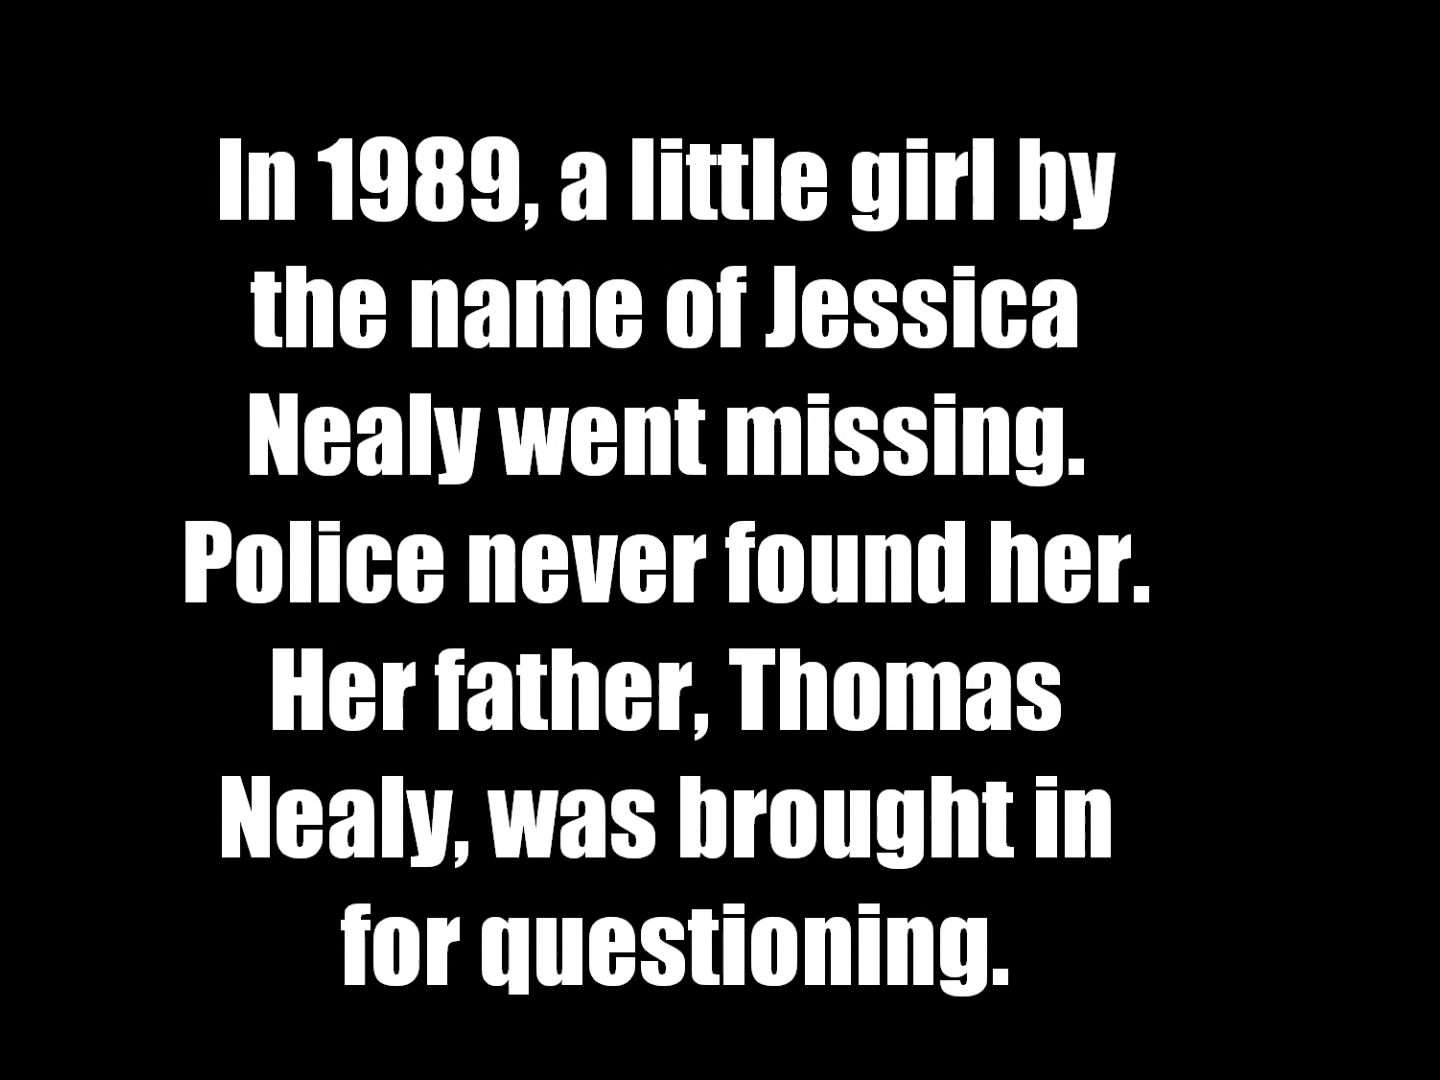 In 1989, a little girl by
the name of Jessica
Nealy went missing.
Police never found her.
Her father, Thomas
Nealy, was brought in
for questioning.